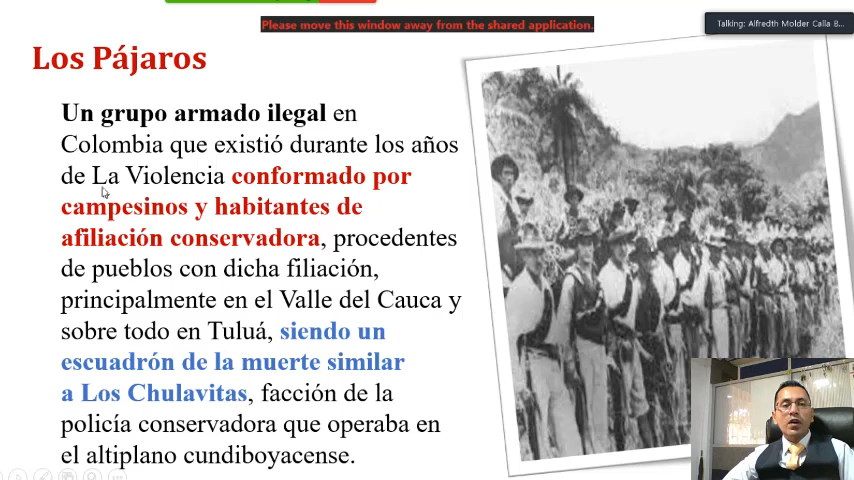 Please move this window away from the shared application.
Talking: Alfredth Molder Calla B...
Los Pájaros
Un grupo armado ilegal en
Colombia que existió durante los años
de La Violencia conformado por
campesinos y habitantes de
afiliación conservadora, procedentes
de pueblos con dicha filiación,
principalmente en el Valle del Cauca y
sobre todo en Tuluá, siendo un
escuadrón de la muerte similar
a Los Chulavitas, facción de la
policía conservadora que operaba en
el altiplano cundiboyacense.